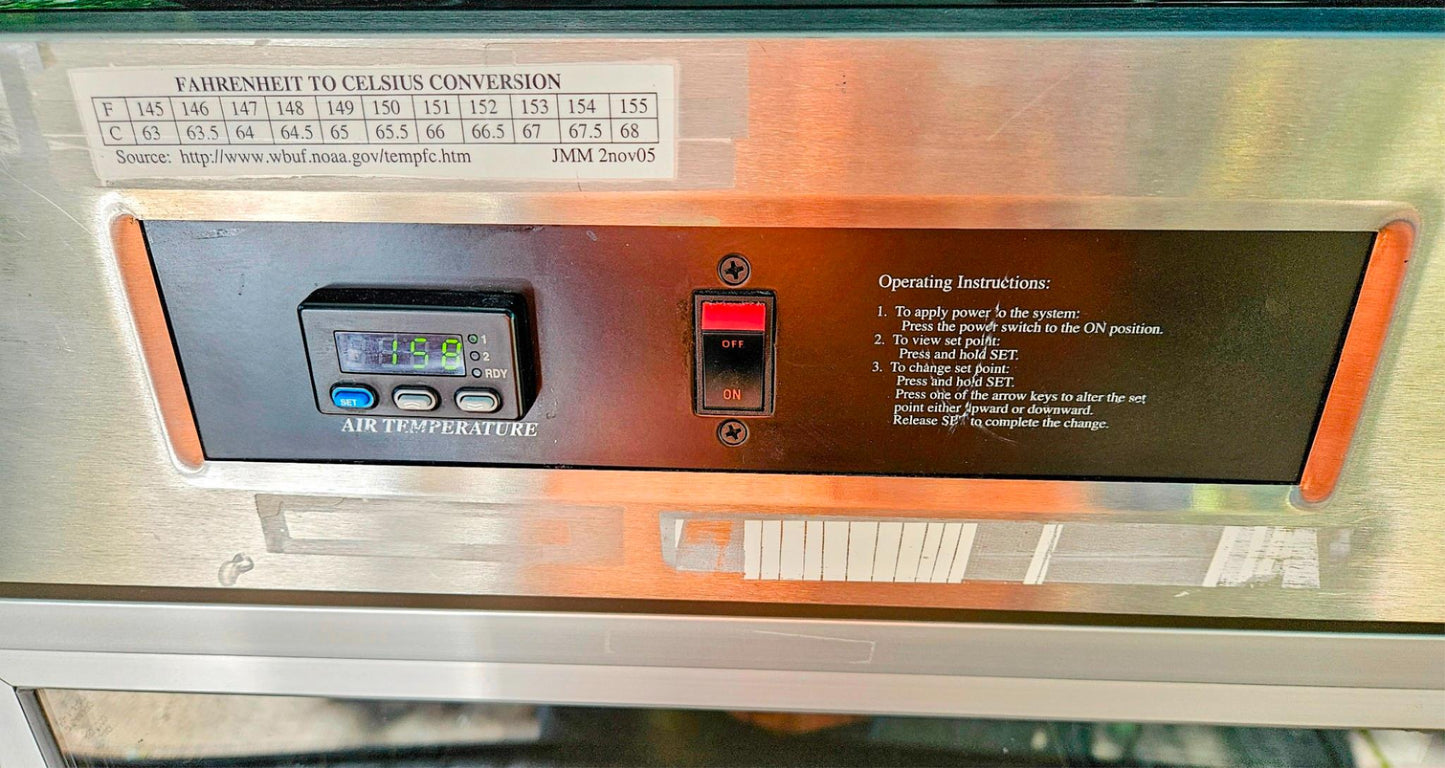 FAHRENHEIT TO CELSIUS CONVERSION
F 145 146 147 148 149 150 151 152 153 154 155
C 63 63.5 64 64.5 65 65.5 66 66.5 67 67.5 68
Source: http://www.wbuf.noaa.gov/tempfc.htm JMM 2nov05
158
1
2
RDY
SET
AIR TEMPERATURE
OFF
ON
Operating Instructions:
1. To apply power to the system:
Press the power switch to the ON position.
2. To view set point:
Press and hold SET.
3. To change set point:
Press and hold SET.
Press one of the arrow keys to alter the set
point either upward or downward.
Release SET to complete the change.